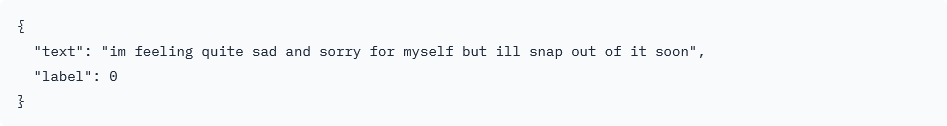 {
  "text": "im feeling quite sad and sorry for myself but ill snap out of it soon",
  "label": 0
}